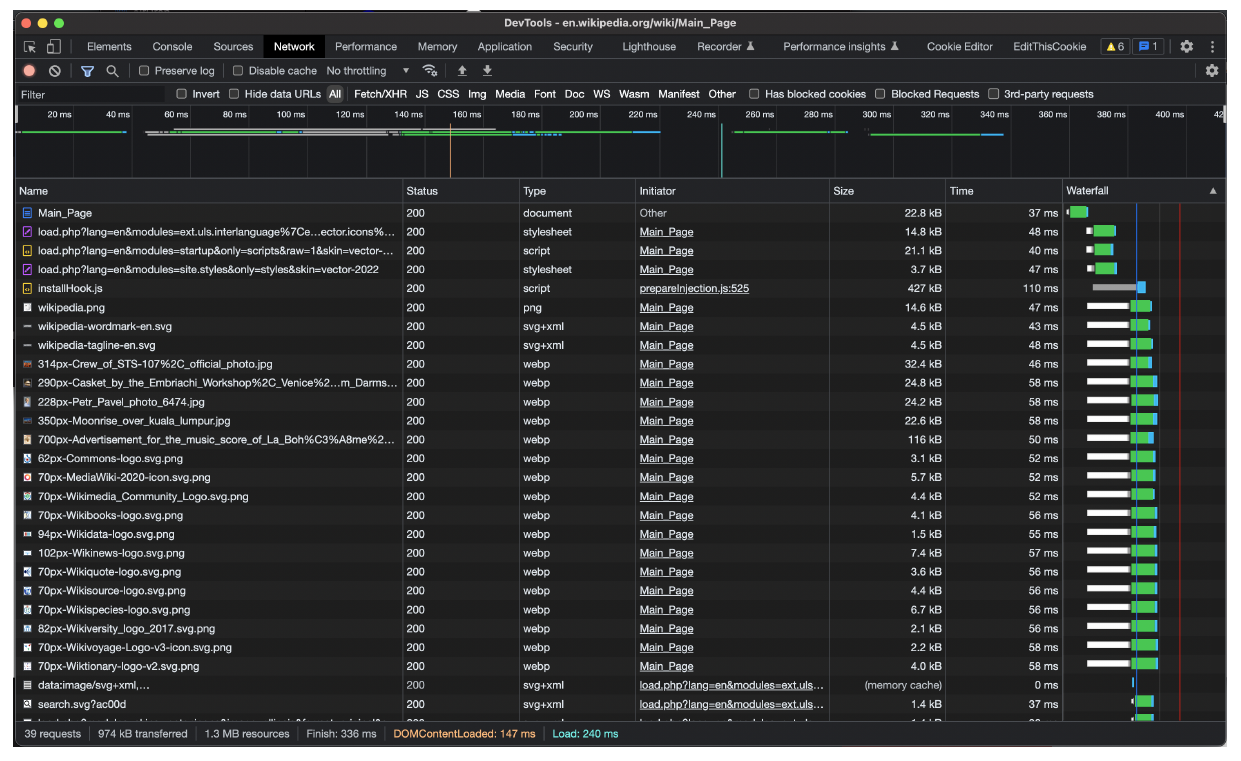 DevTools - en.wikipedia.org/wiki/Main_Page
Elements Console Sources Network Performance Memory Application Security Lighthouse Recorder Performance insights Cookie Editor EditThisCookie 6 1
Preserve log Disable cache No throttling
Filter Invert Hide data URLs All Fetch/XHR JS CSS Img Media Font Doc WS Wasm Manifest Other Has blocked cookies Blocked Requests 3rd-party requests
20 ms 40 ms 60 ms 80 ms 100 ms 120 ms 140 ms 160 ms 180 ms 200 ms 220 ms 240 ms 260 ms 280 ms 300 ms 320 ms 340 ms 360 ms 380 ms 400 ms 42
Name Status Type Initiator Size Time Waterfall
Main_Page 200 document Other 22.8 kB 37 ms
load.php?lang=en&modules=ext.uls.interlanguage%7Ce…ector.icons%... 200 stylesheet Main_Page 14.8 kB 48 ms
load.php?lang=en&modules=startup&only=scripts&raw=1&skin=vector-... 200 script Main_Page 21.1 kB 40 ms
load.php?lang=en&modules=site.styles&only=styles&skin=vector-2022 200 stylesheet Main_Page 3.7 kB 47 ms
installHook.js 200 script prepareInjection.js:525 427 kB 110 ms
wikipedia.png 200 png Main_Page 14.6 kB 47 ms
wikipedia-wordmark-en.svg 200 svg+xml Main_Page 4.5 kB 43 ms
wikipedia-tagline-en.svg 200 svg+xml Main_Page 4.5 kB 48 ms
314px-Crew_of_STS-107%2C_official_photo.jpg 200 webp Main_Page 32.4 kB 46 ms
290px-Casket_by_the_Embriachi_Workshop%2C_Venice%2…m_Darms... 200 webp Main_Page 24.8 kB 58 ms
228px-Petr_Pavel_photo_6474.jpg 200 webp Main_Page 24.2 kB 58 ms
350px-Moonrise_over_kuala_lumpur.jpg 200 webp Main_Page 22.6 kB 58 ms
700px-Advertisement_for_the_music_score_of_La_Boh%C3%A8me%2... 200 webp Main_Page 116 kB 50 ms
62px-Commons-logo.svg.png 200 webp Main_Page 3.1 kB 52 ms
70px-MediaWiki-2020-icon.svg.png 200 webp Main_Page 5.7 kB 52 ms
70px-Wikimedia_Community_Logo.svg.png 200 webp Main_Page 4.4 kB 52 ms
70px-Wikibooks-logo.svg.png 200 webp Main_Page 4.1 kB 56 ms
94px-Wikidata-logo.svg.png 200 webp Main_Page 1.5 kB 55 ms
102px-Wikinews-logo.svg.png 200 webp Main_Page 7.4 kB 57 ms
70px-Wikiquote-logo.svg.png 200 webp Main_Page 3.6 kB 56 ms
70px-Wikisource-logo.svg.png 200 webp Main_Page 4.4 kB 56 ms
70px-Wikispecies-logo.svg.png 200 webp Main_Page 6.7 kB 56 ms
82px-Wikiversity_logo_2017.svg.png 200 webp Main_Page 2.1 kB 56 ms
70px-Wikivoyage-Logo-v3-icon.svg.png 200 webp Main_Page 2.2 kB 58 ms
70px-Wiktionary-logo-v2.svg.png 200 webp Main_Page 4.0 kB 58 ms
data:image/svg+xml,... 200 svg+xml load.php?lang=en&modules=ext.uls... (memory cache) 0 ms
search.svg?ac00d 200 svg+xml load.php?lang=en&modules=ext.uls... 1.4 kB 37 ms
39 requests 974 kB transferred 1.3 MB resources Finish: 336 ms DOMContentLoaded: 147 ms Load: 240 ms